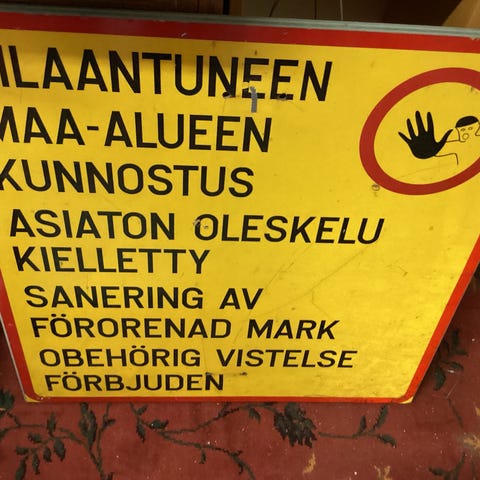 ILAANTUNEEN
MAA-ALUEEN
KUNNOSTUS
ASIATON OLESKELU
KIELLETTY
SANERING AV
FÖRORENAD MARK
OBEHÖRIG VISTELSE
FÖRBJUDEN